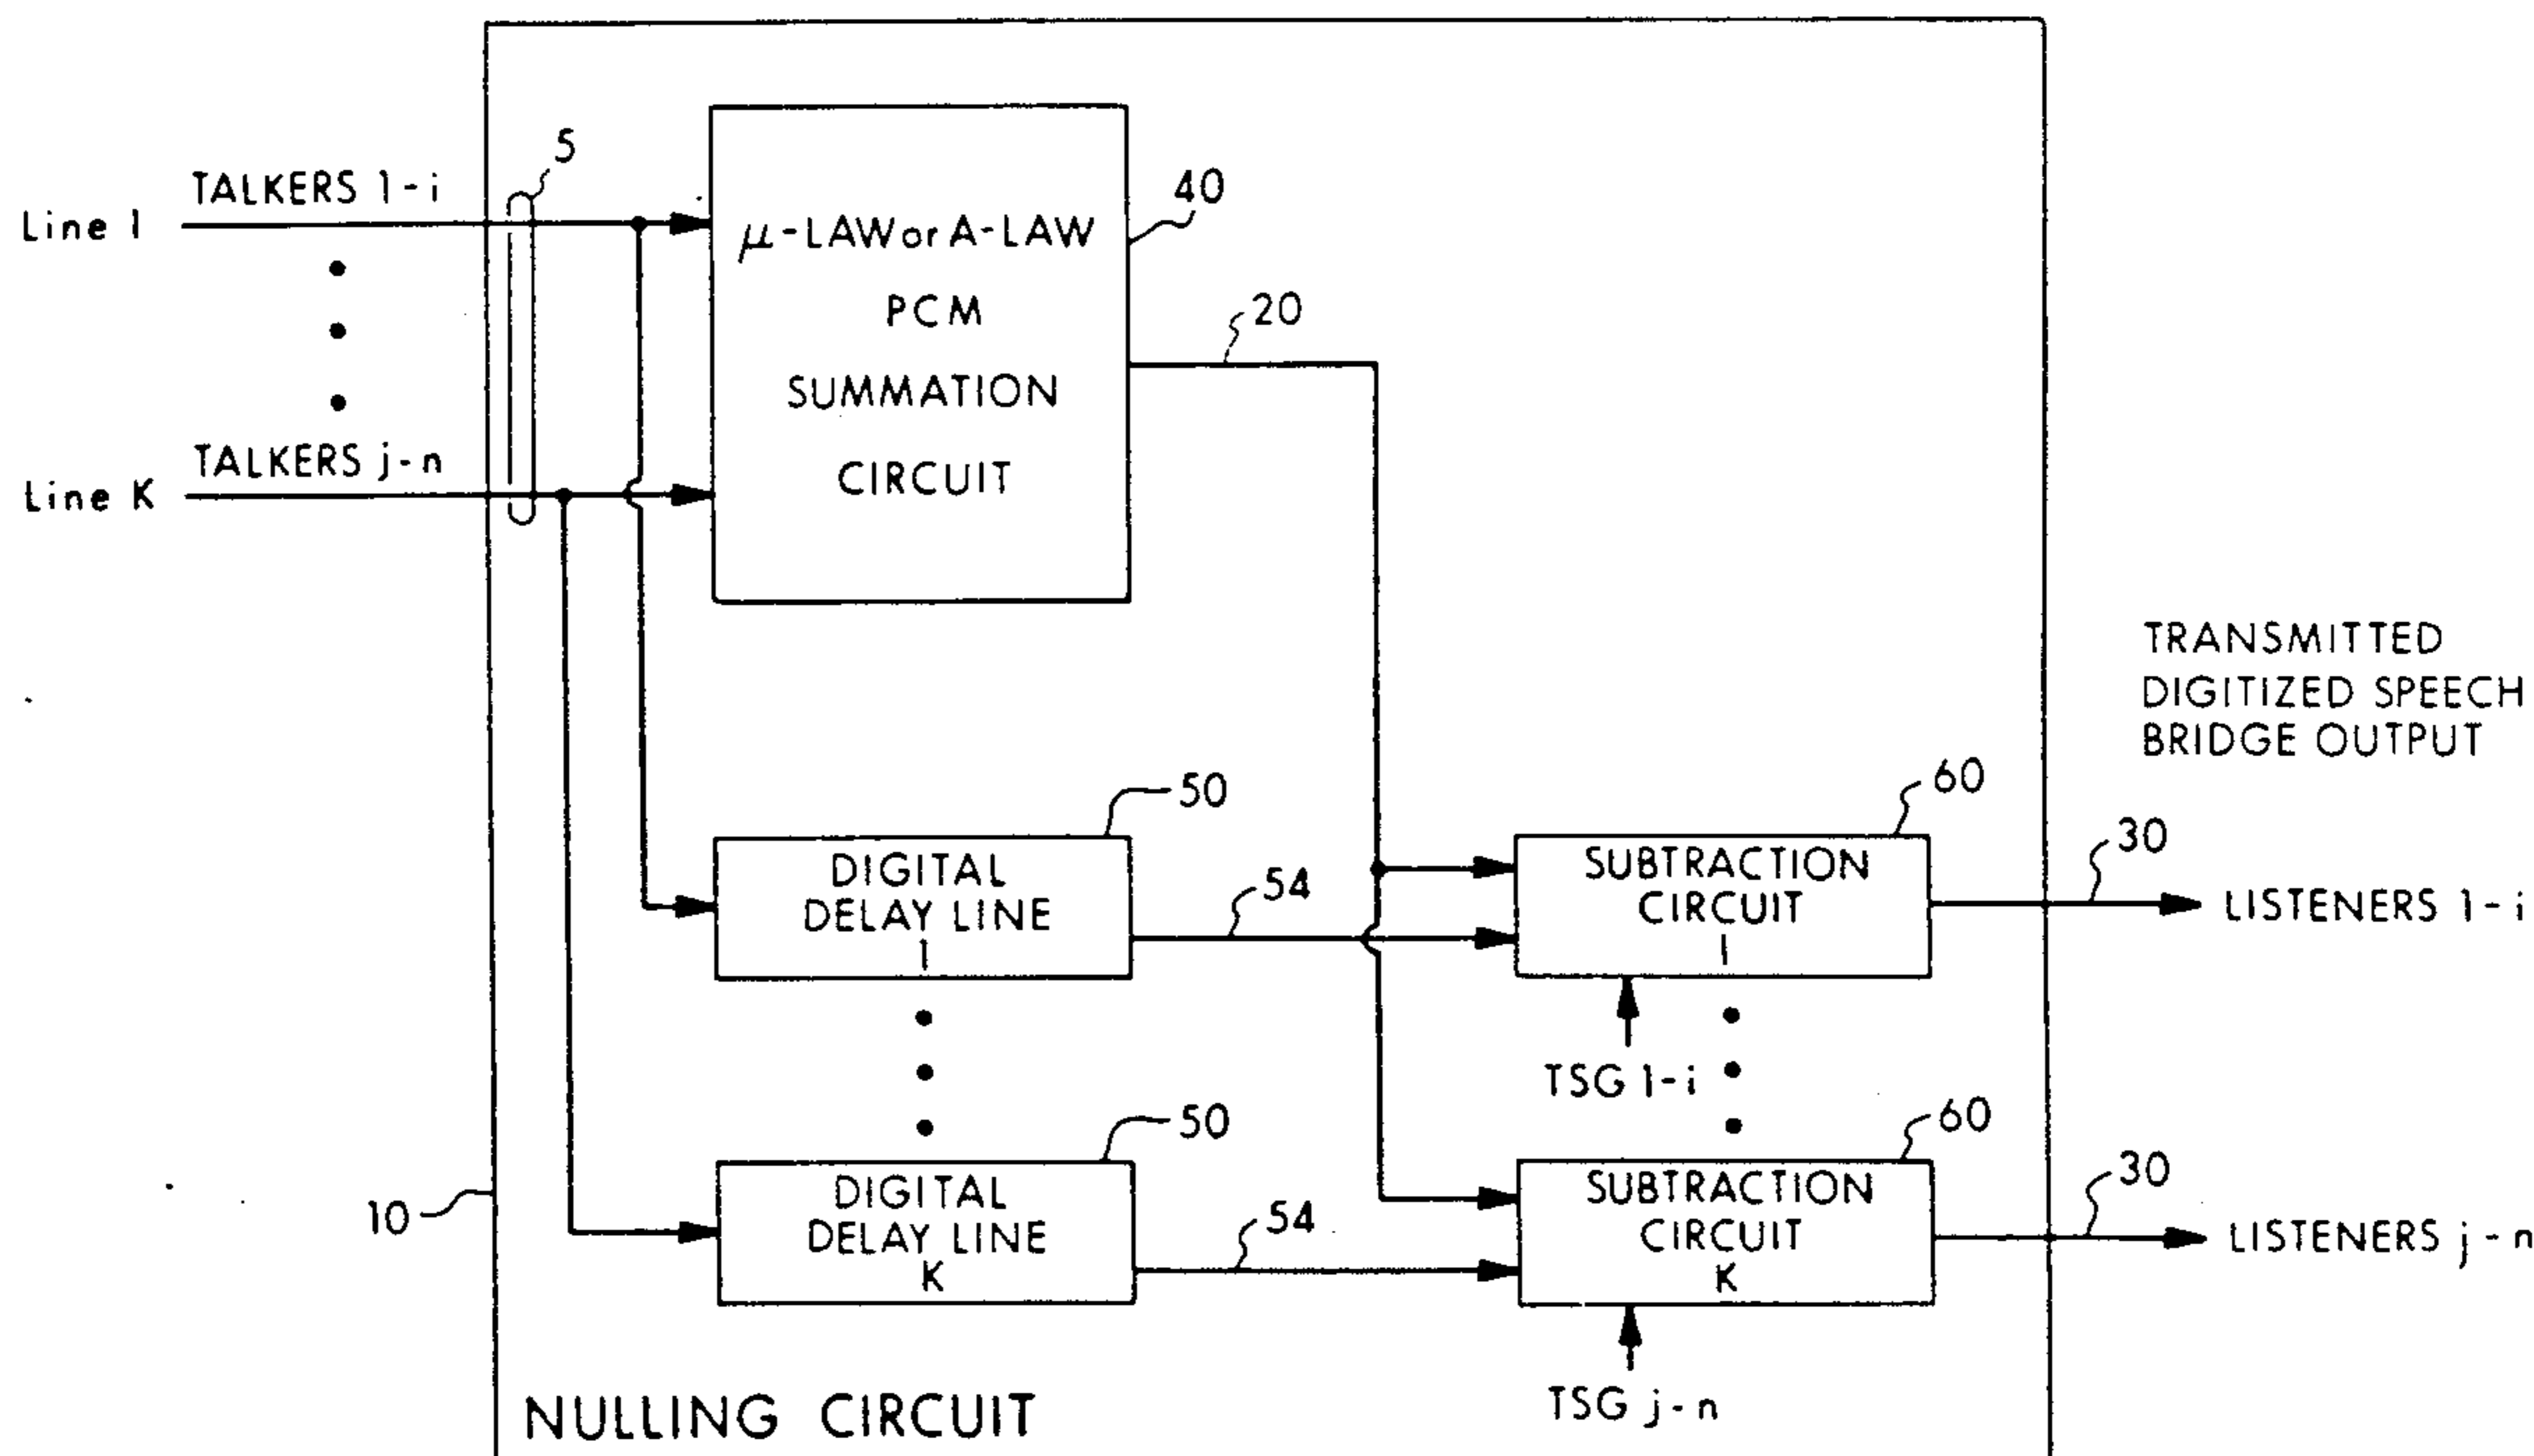 5
TALKERS 1-i
Line 1
40
μ-LAW or A-LAW
PCM
SUMMATION
CIRCUIT
20
TALKERS j-n
Line K
TRANSMITTED
DIGITIZED SPEECH
BRIDGE OUTPUT
50
DIGITAL
DELAY LINE
1
54
60
SUBTRACTION
CIRCUIT
1
30
LISTENERS 1-i
TSG 1-i
50
DIGITAL
DELAY LINE
K
54
60
SUBTRACTION
CIRCUIT
K
30
LISTENERS j-n
TSG j-n
10
NULLING CIRCUIT